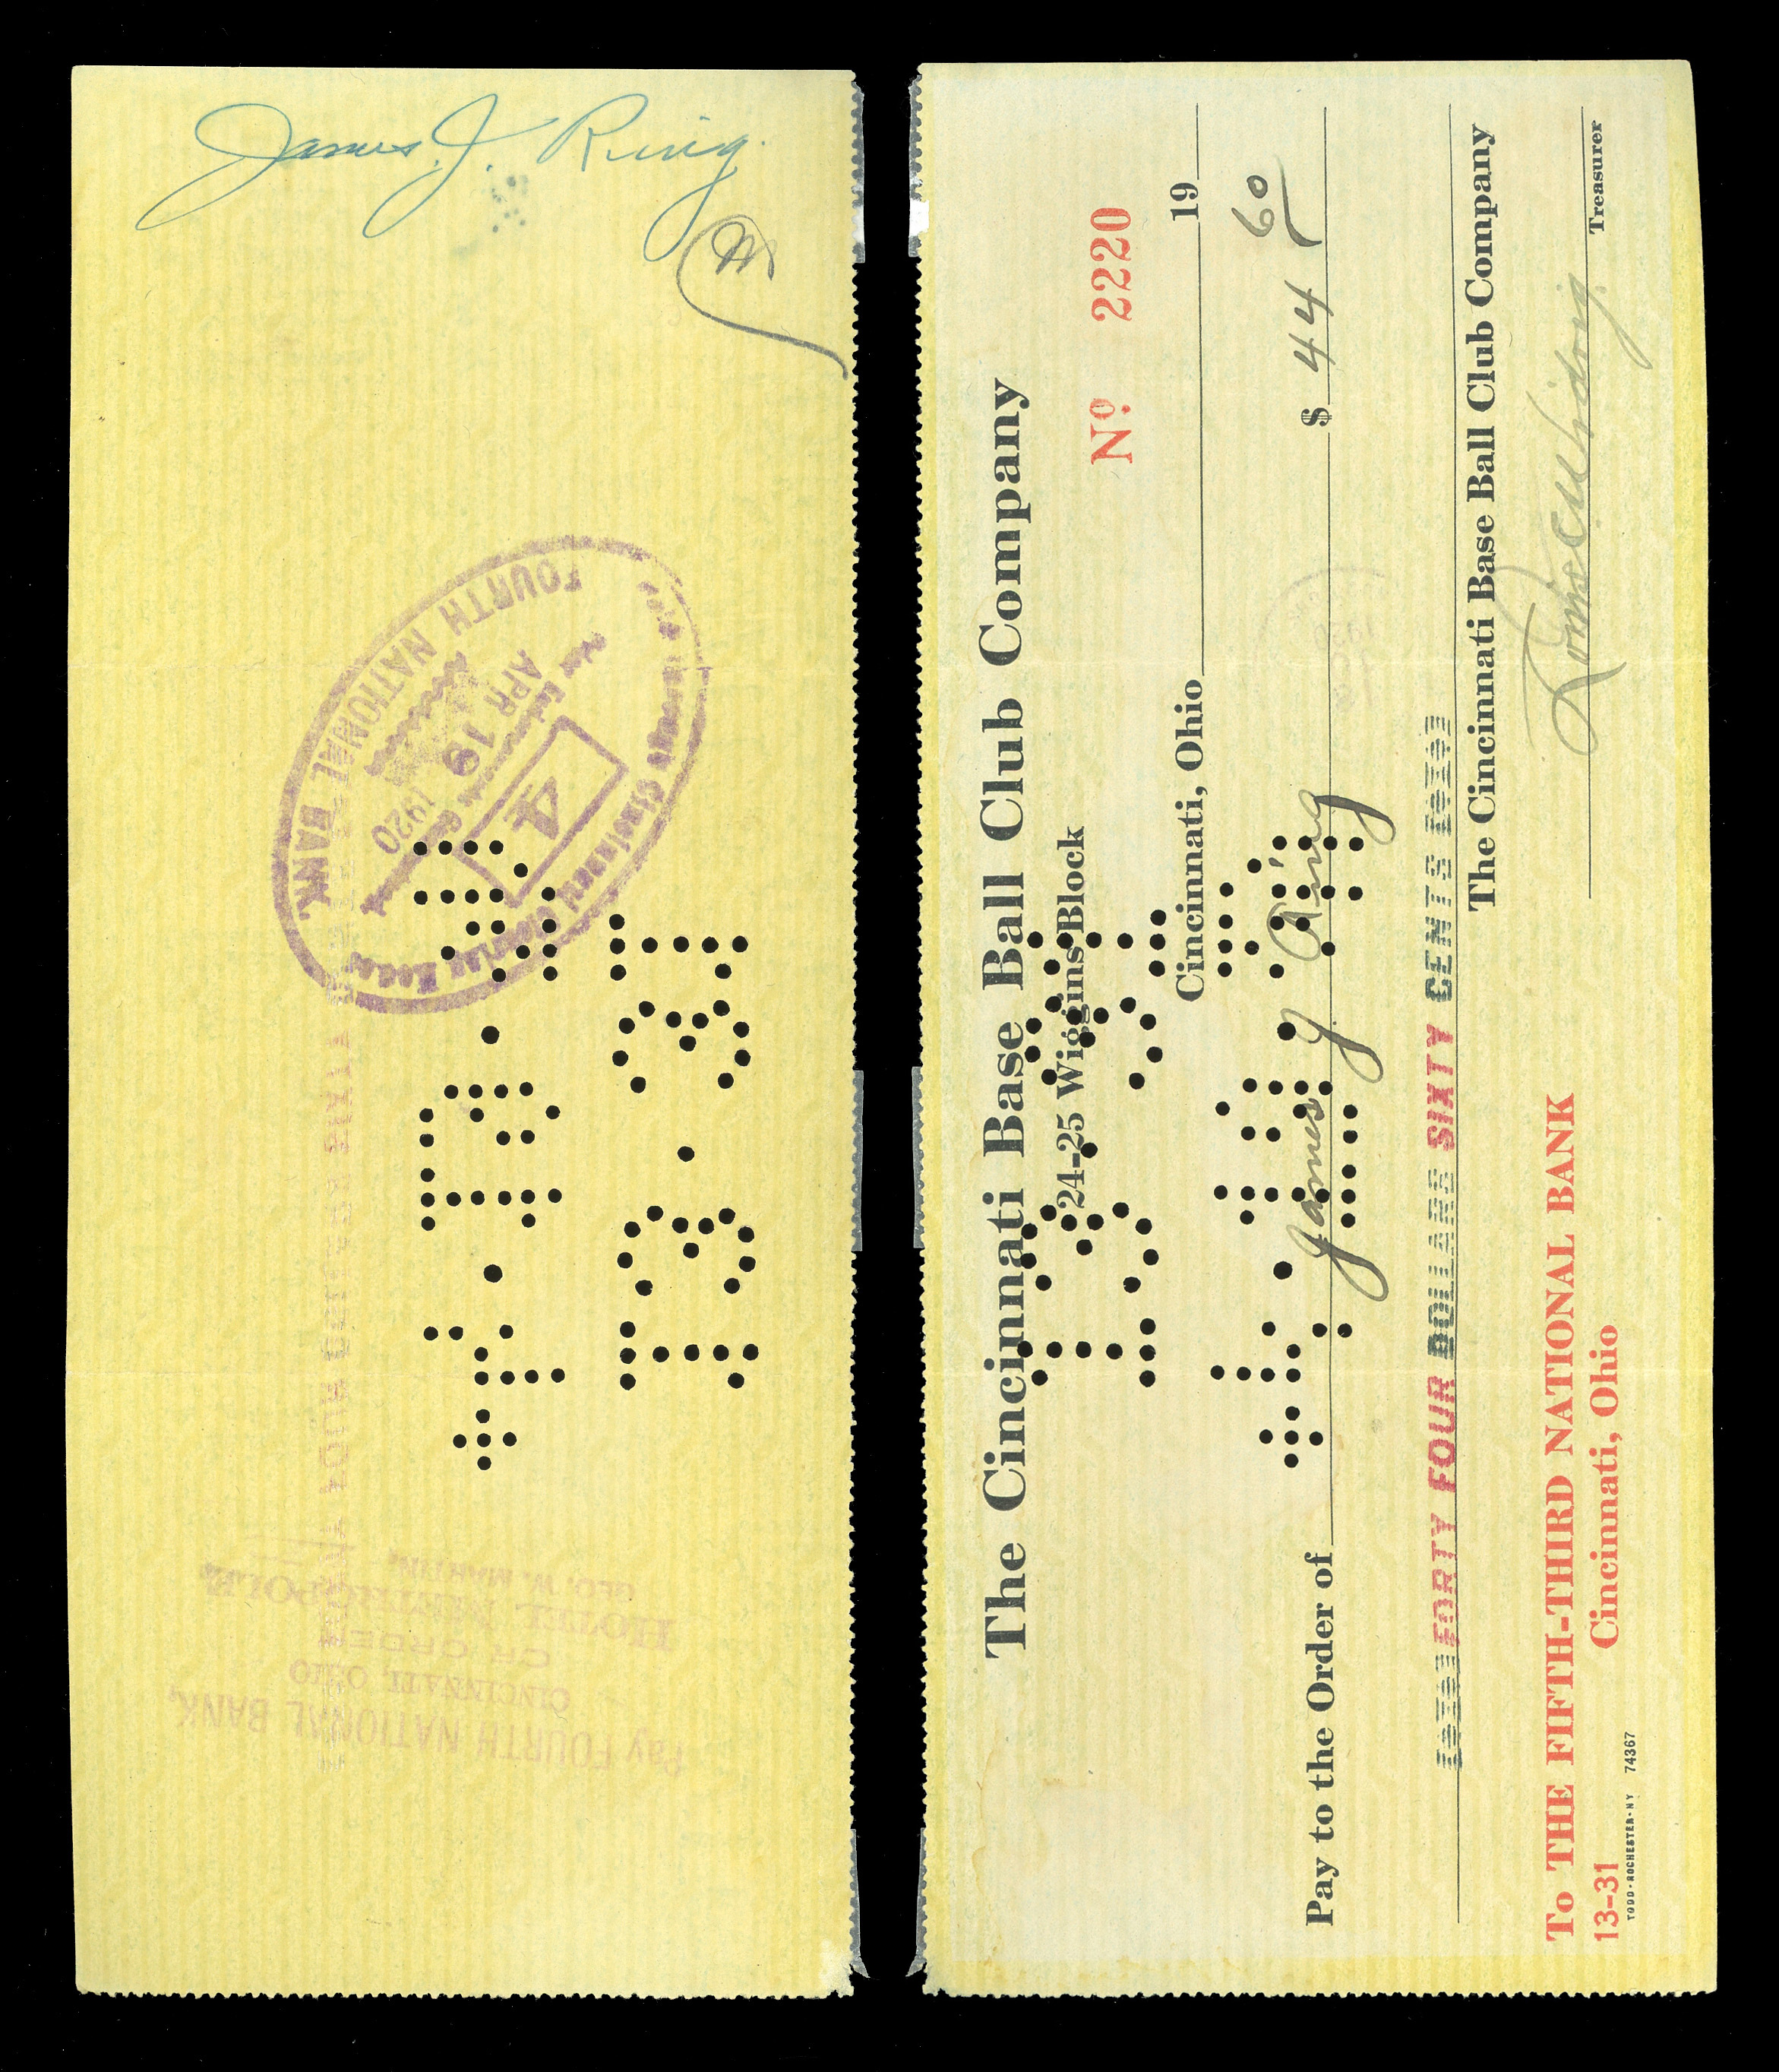 James J. Ring.
FOURTH NATIONAL BANK.
APR 19 1920
4
Pay FOURTH NATIONAL BANK,
CINCINNATI, OHIO
OR ORDER
HOTEL METROPOLE
GEO. W. MARTIN.
The Cincinnati Base Ball Club Company
24-25 Wiggins Block
Nº 2220
Cincinnati, Ohio 19
Pay to the Order of James J Ring $ 44 60
FORTY FOUR DOLLARS SIXTY CENTS
The Cincinnati Base Ball Club Company
To THE FIFTH-THIRD NATIONAL BANK
13-31 Cincinnati, Ohio
Treasurer
TODD-ROCHESTER-NY 74367